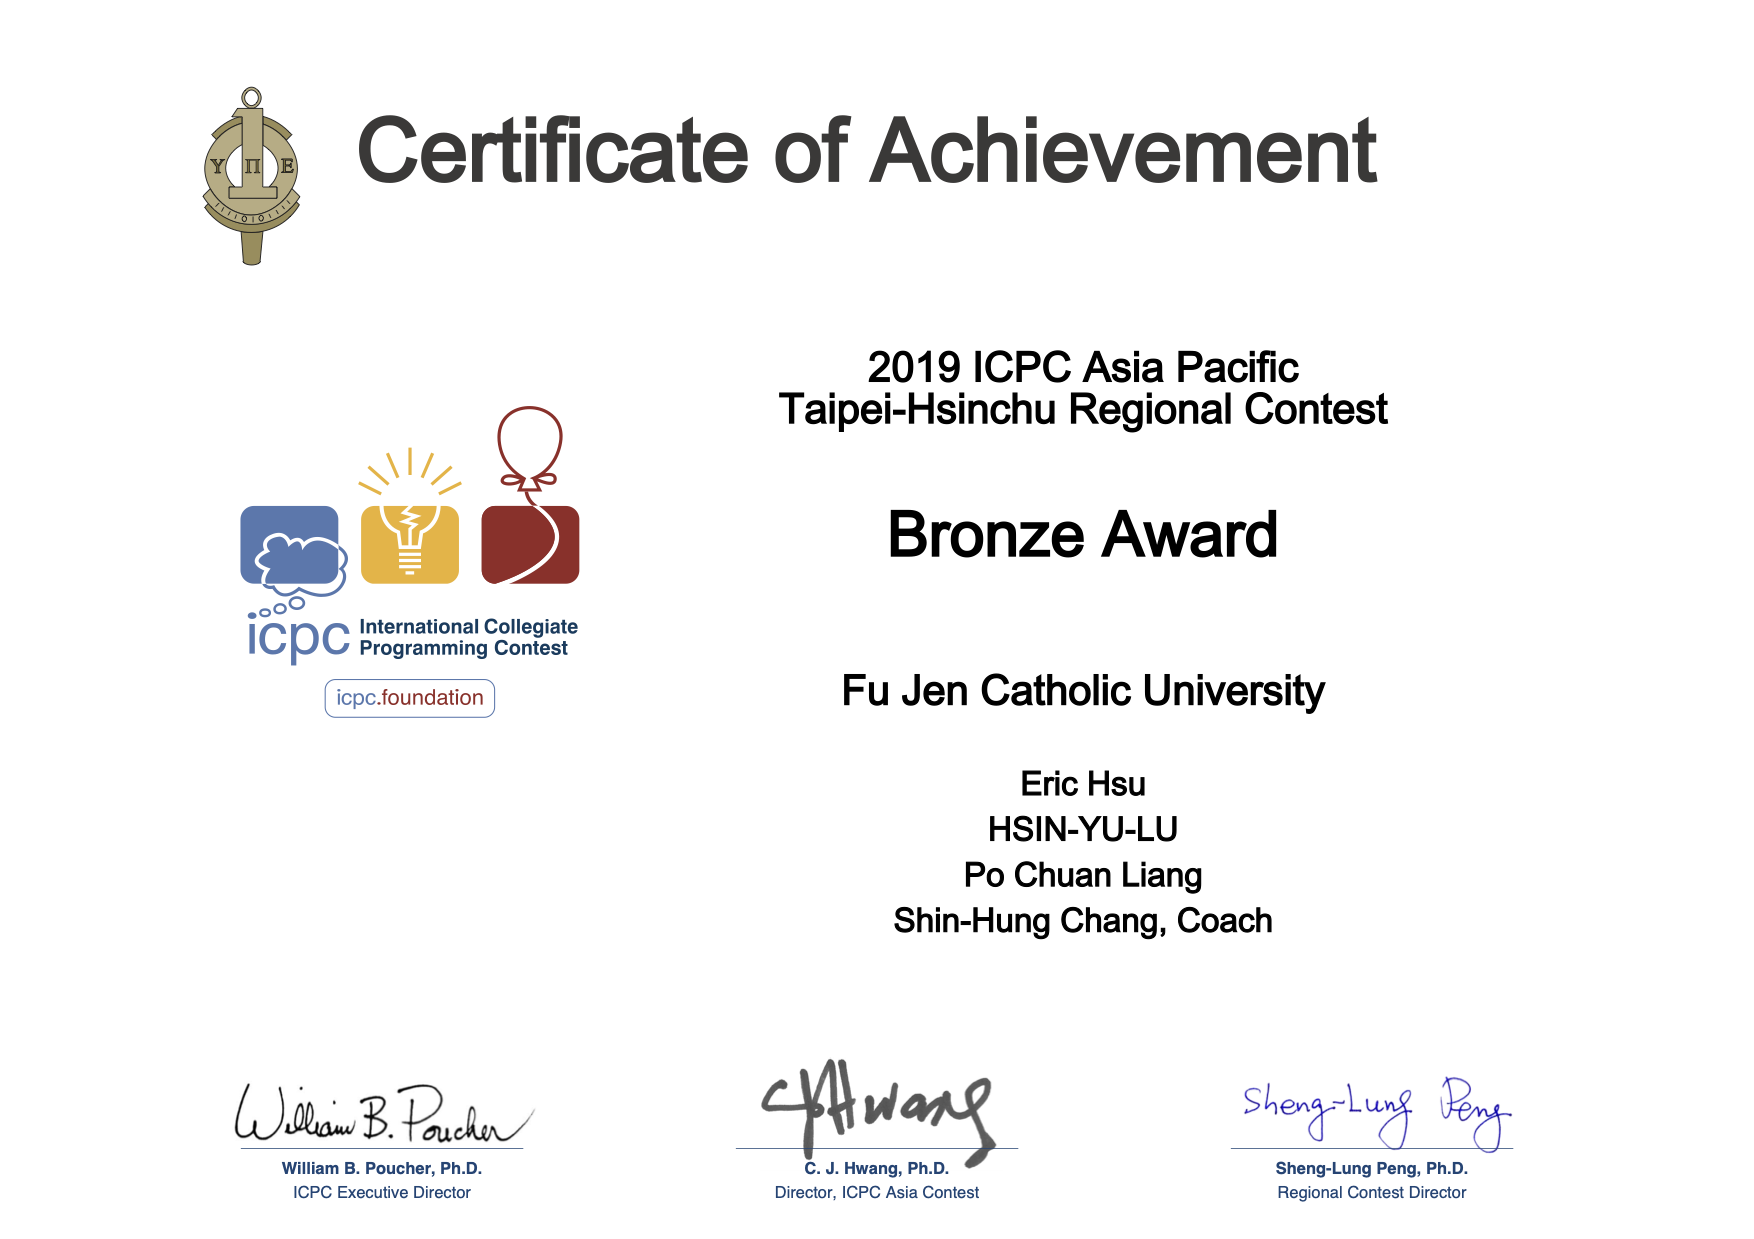 Certificate of Achievement
Υ Π Ε
2019 ICPC Asia Pacific
Taipei-Hsinchu Regional Contest
Bronze Award
icpc International Collegiate
Programming Contest
icpc.foundation
Fu Jen Catholic University
Eric Hsu
HSIN-YU-LU
Po Chuan Liang
Shin-Hung Chang, Coach
William B. Poucher
CJHwang
Sheng-Lung Peng
William B. Poucher, Ph.D.
ICPC Executive Director
C. J. Hwang, Ph.D.
Director, ICPC Asia Contest
Sheng-Lung Peng, Ph.D.
Regional Contest Director